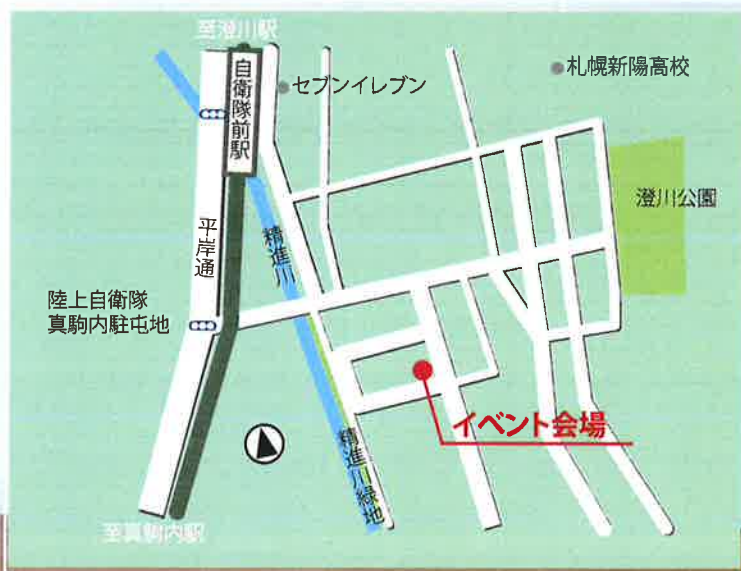 至澄川駅
自衛隊前駅
セブンイレブン
札幌新陽高校
澄川公園
平岸通
精進川
陸上自衛隊
真駒内駐屯地
イベント会場
精進川緑地
至真駒内駅